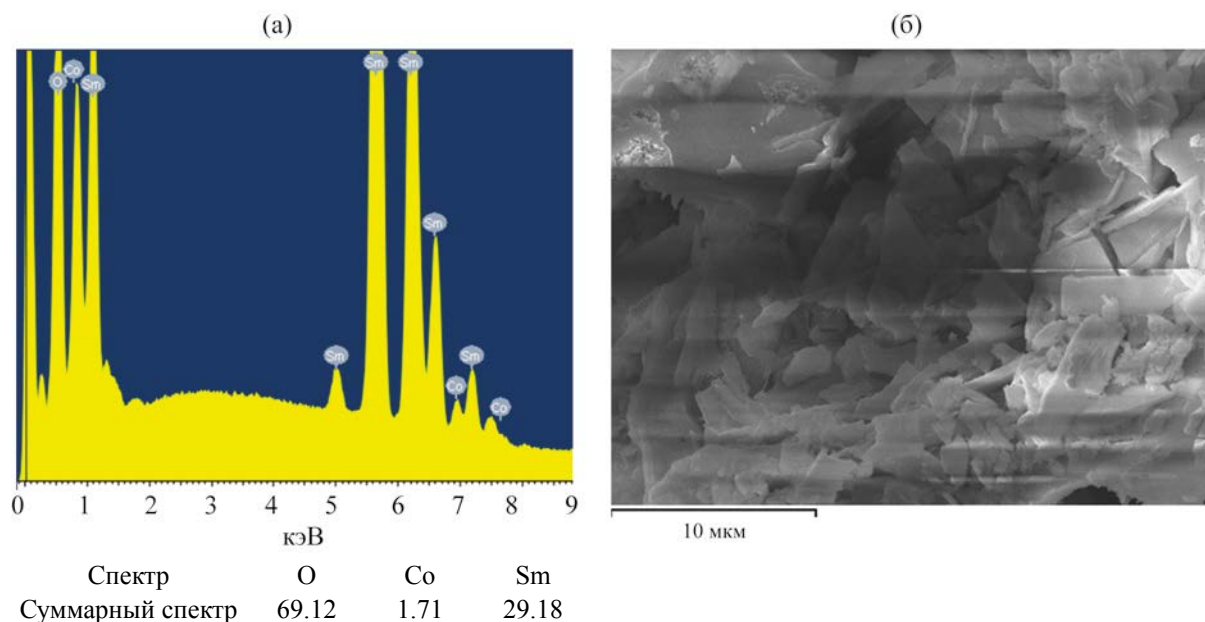 (а)
(б)
O
Co
Sm
Sm
Sm
Sm
Sm
Co
Sm
Co
0 1 2 3 4 5 6 7 8 9
кэВ
10 мкм
Спектр O Co Sm
Суммарный спектр 69.12 1.71 29.18